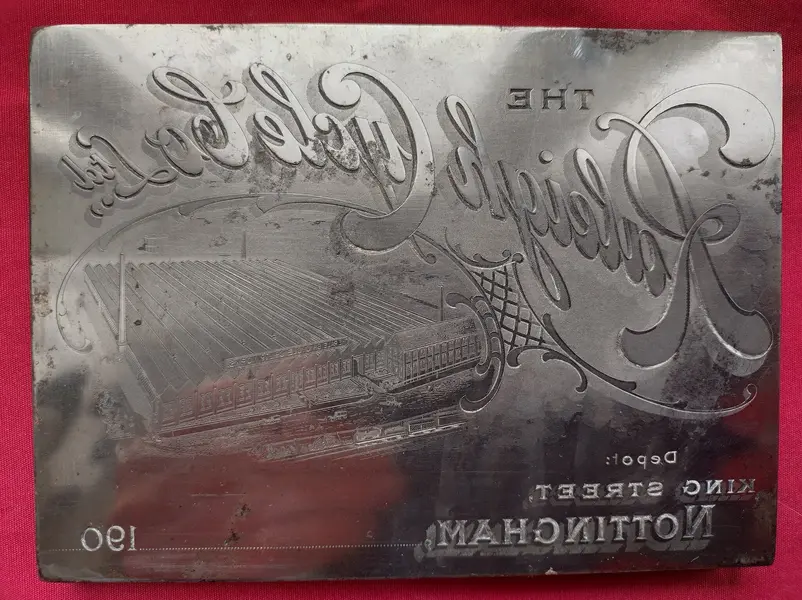 THE
Raleigh Cycle Co Ltd.,
Depot:
KING STREET,
NOTTINGHAM, 190